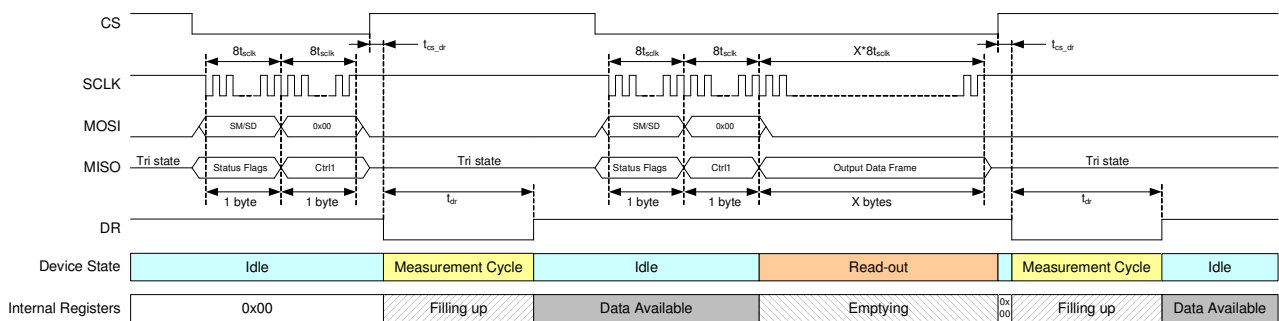 CS
8tsclk 8tsclk tcs_dr 8tsclk 8tsclk X*8tsclk tcs_dr
SCLK
MOSI SM/SD 0x00 SM/SD 0x00
MISO Tri state Status Flags Ctrl1 Tri state Status Flags Ctrl1 Output Data Frame Tri state
1 byte 1 byte tdr 1 byte 1 byte X bytes tdr
DR
Device State Idle Measurement Cycle Idle Read-out Measurement Cycle Idle
Internal Registers 0x00 Filling up Data Available Emptying 0x00 Filling up Data Available